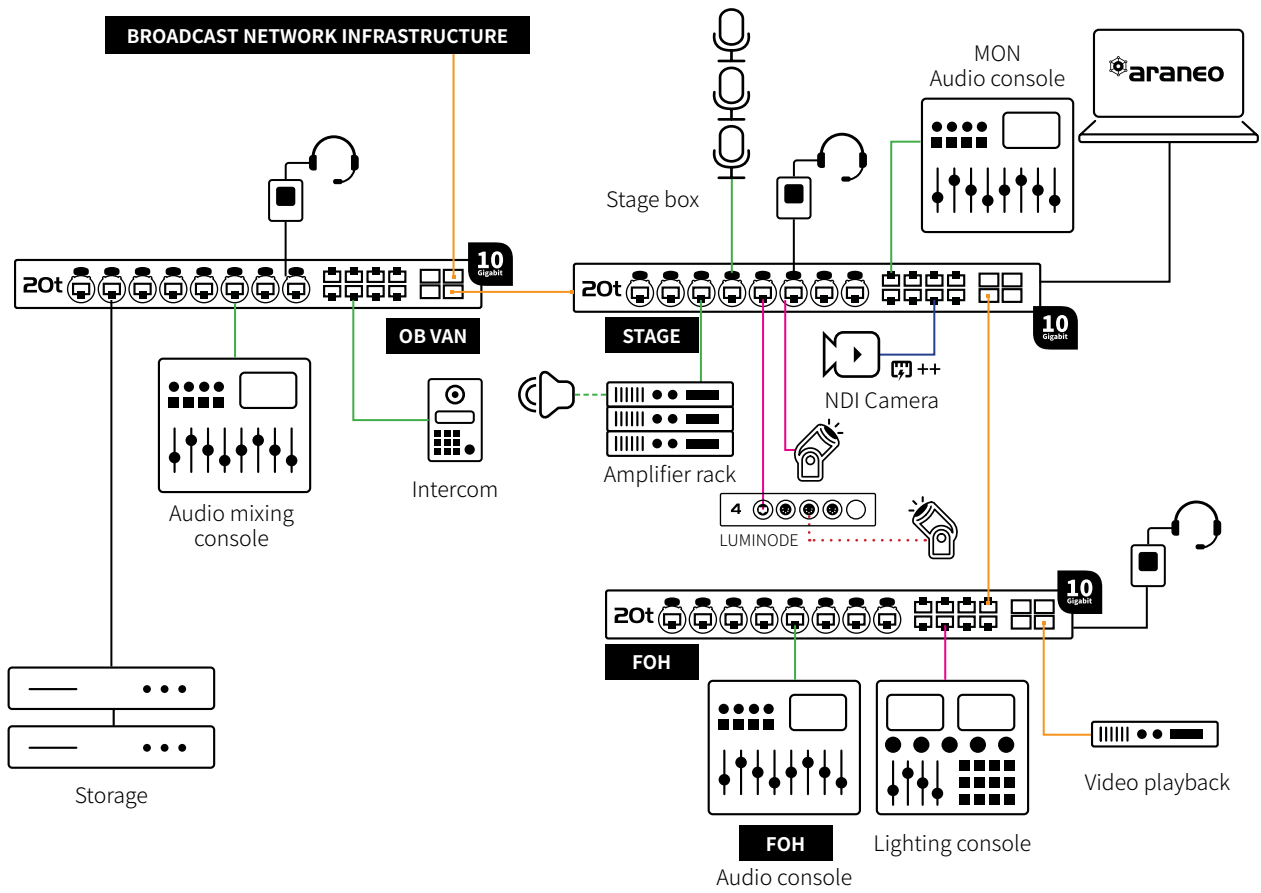 BROADCAST NETWORK INFRASTRUCTURE
MON
Audio console
araneo
Stage box
20t
10
Gigabit
OB VAN
20t
10
Gigabit
STAGE
++
NDI Camera
Amplifier rack
Intercom
Audio mixing
console
4
LUMINODE
20t
10
Gigabit
FOH
Storage
Video playback
FOH
Audio console
Lighting console